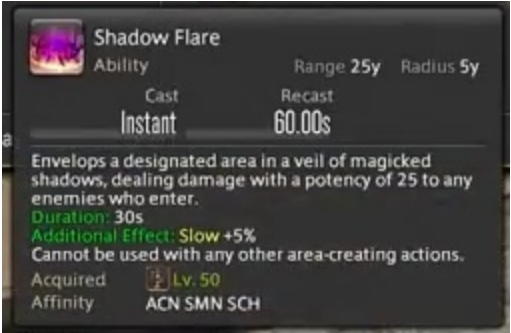 Shadow Flare
Ability
Range 25y Radius 5y
Cast Recast
Instant 60.00s
a
Envelops a designated area in a veil of magicked
shadows, dealing damage with a potency of 25 to any
enemies who enter.
Duration: 30s
Additional Effect: Slow +5%
Cannot be used with any other area-creating actions.
Acquired Lv. 50
Affinity ACN SMN SCH